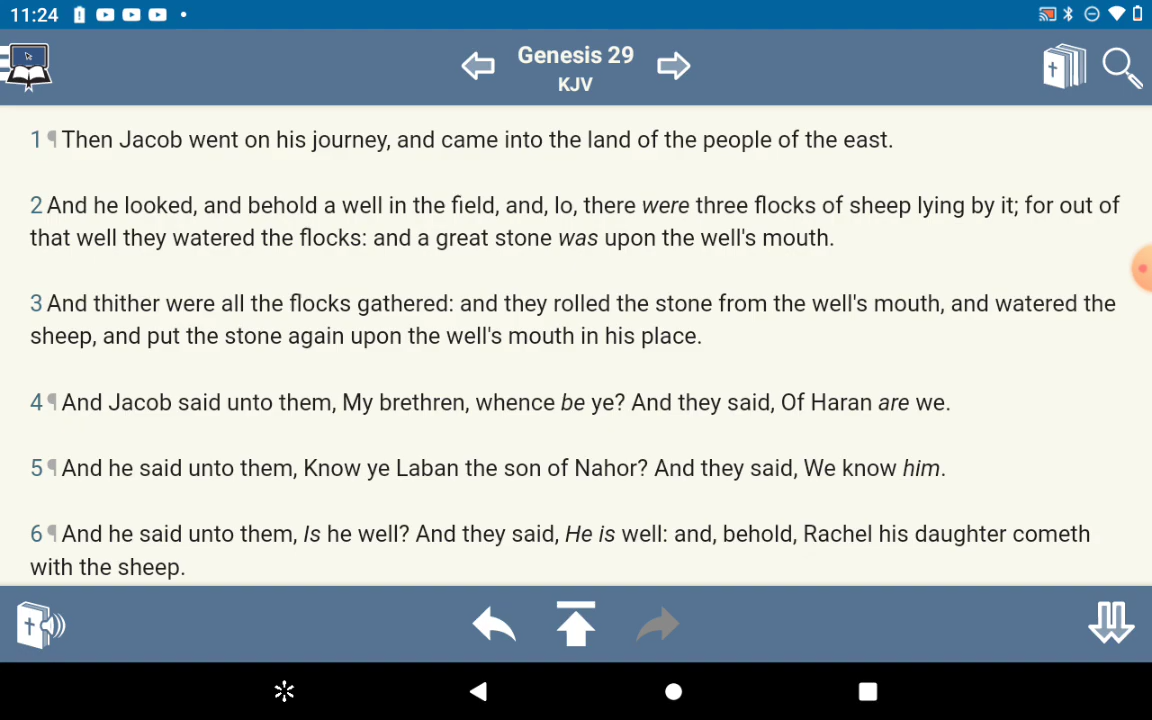 11:24
Genesis 29
KJV
1 ¶ Then Jacob went on his journey, and came into the land of the people of the east.
2 And he looked, and behold a well in the field, and, lo, there were three flocks of sheep lying by it; for out of
that well they watered the flocks: and a great stone was upon the well's mouth.
3 And thither were all the flocks gathered: and they rolled the stone from the well's mouth, and watered the
sheep, and put the stone again upon the well's mouth in his place.
4 ¶ And Jacob said unto them, My brethren, whence be ye? And they said, Of Haran are we.
5 ¶ And he said unto them, Know ye Laban the son of Nahor? And they said, We know him.
6 ¶ And he said unto them, Is he well? And they said, He is well: and, behold, Rachel his daughter cometh
with the sheep.